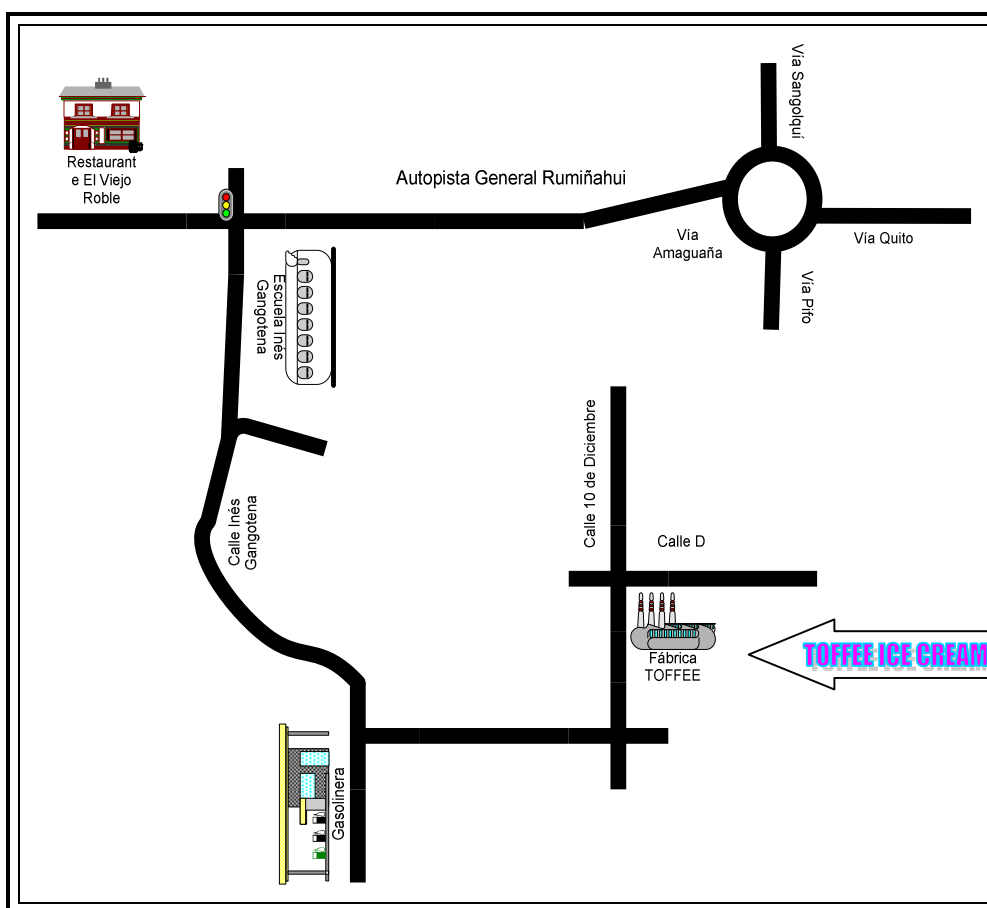 Vía Sangolquí
Restaurant
e El Viejo
Roble
Autopista General Rumiñahui
Vía
Amaguaña
Vía Quito
Vía Pifo
Escuela Inés
Gangotena
Calle 10 de Diciembre
Calle Inés
Gangotena
Calle D
Fábrica
TOFFEE
TOFFEE ICE CREAM
Gasolinera